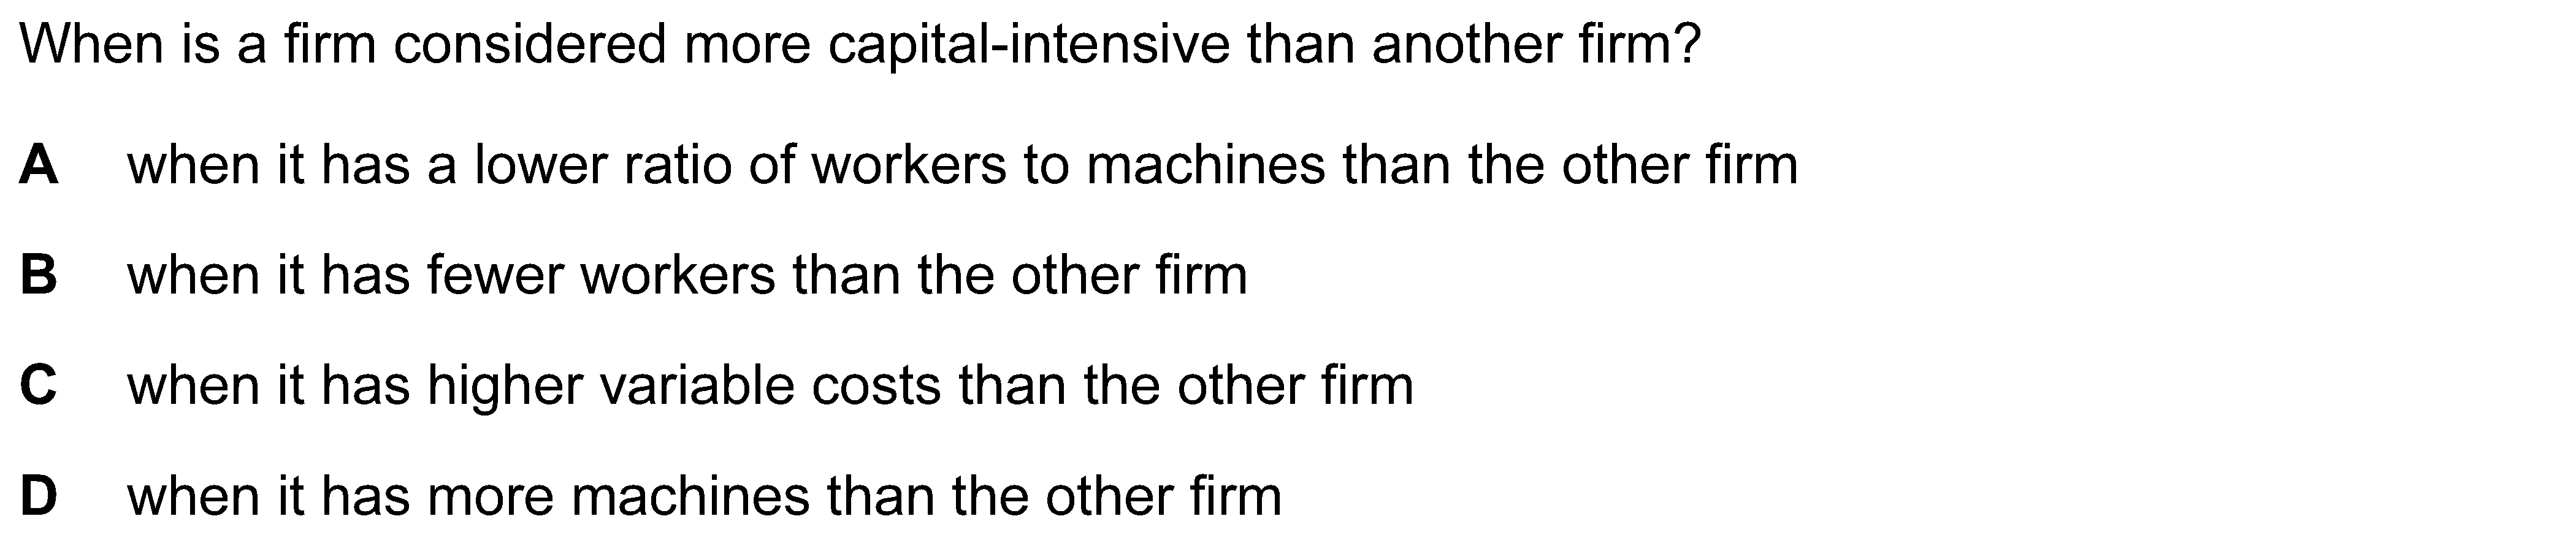 When is a firm considered more capital-intensive than another firm?
A when it has a lower ratio of workers to machines than the other firm
B when it has fewer workers than the other firm
C when it has higher variable costs than the other firm
D when it has more machines than the other firm